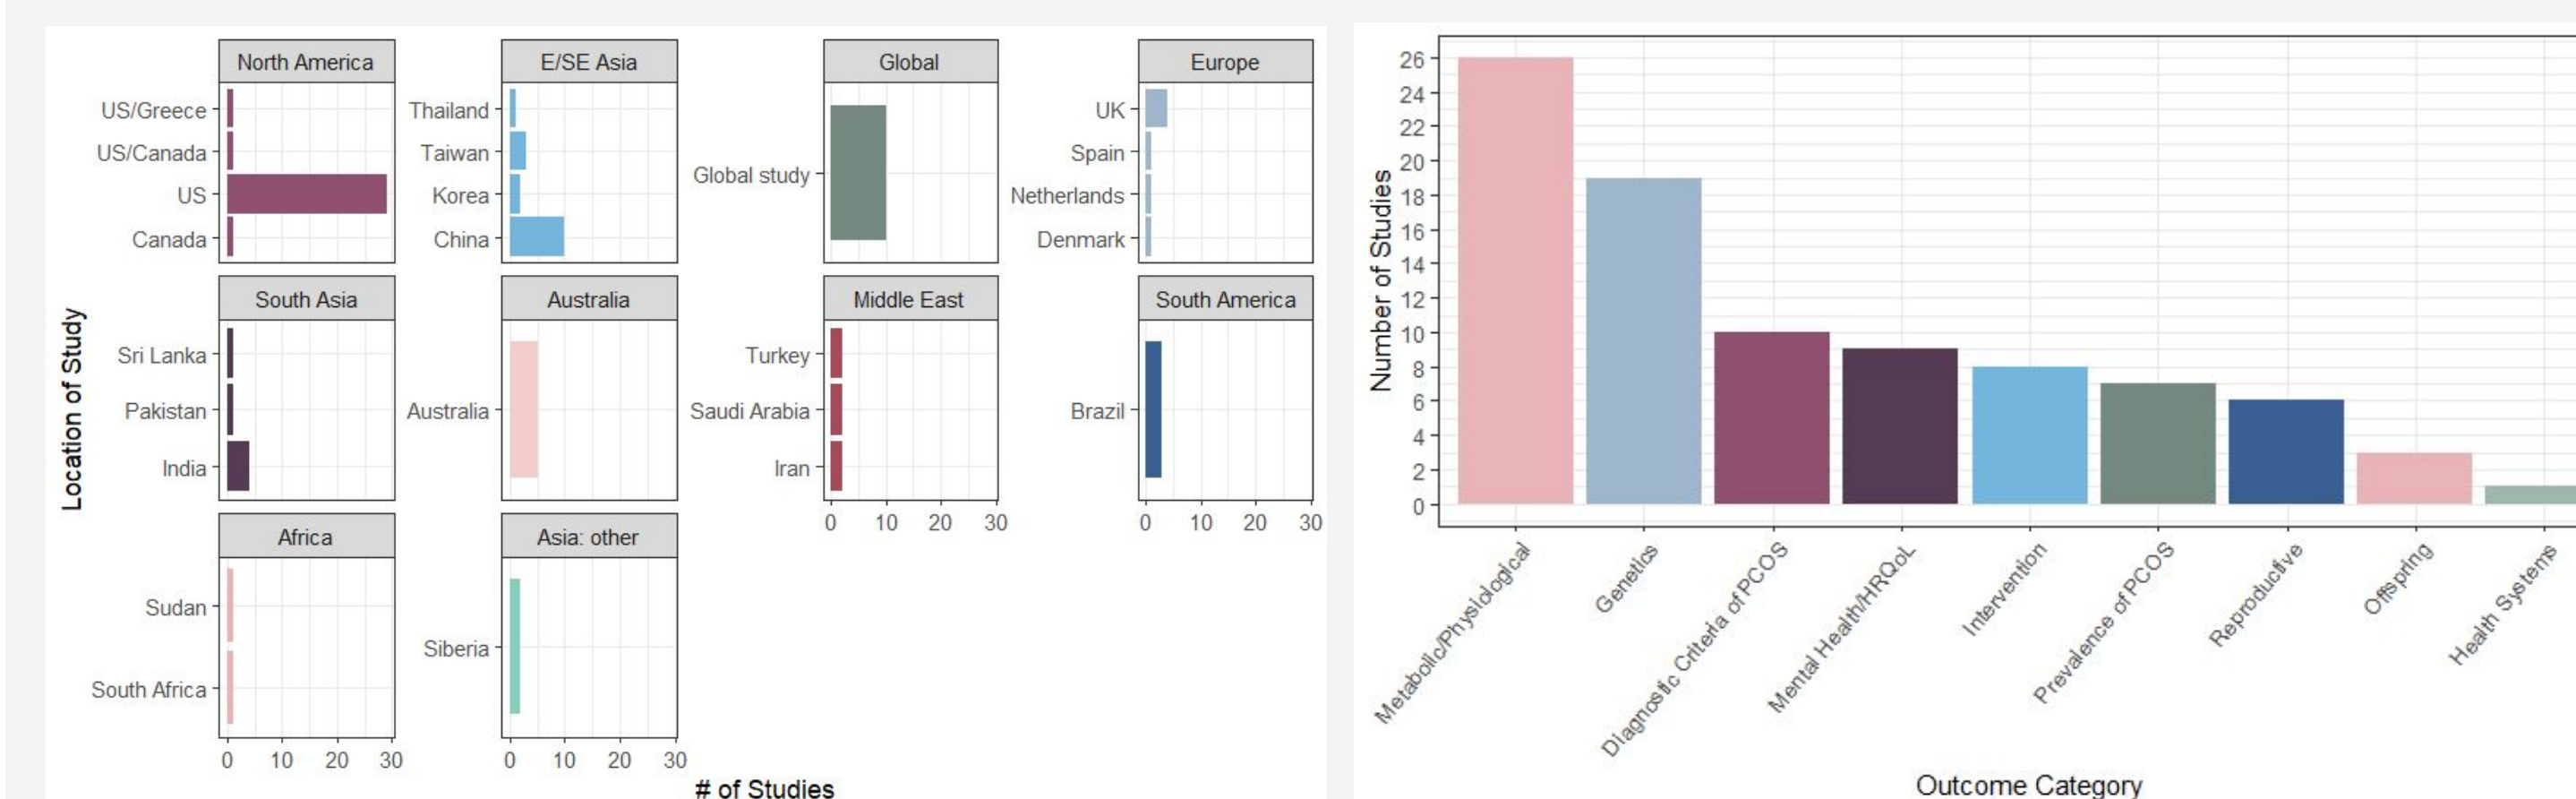 North America
E/SE Asia
Global
Europe
US/Greece
US/Canada
US
Canada
Thailand
Taiwan
Korea
China
Global study
UK
Spain
Netherlands
Denmark
South Asia
Australia
Middle East
South America
Sri Lanka
Pakistan
India
Australia
Turkey
Saudi Arabia
Iran
Brazil
0 10 20 30
0 10 20 30
Africa
Asia: other
Sudan
South Africa
Siberia
0 10 20 30
0 10 20 30
Location of Study
# of Studies
26
24
22
20
18
16
14
12
10
8
6
4
2
0
Number of Studies
Metabolic/Physiological
Genetics
Diagnostic Criteria of PCOS
Mental Health/HRQoL
Intervention
Prevalence of PCOS
Reproductive
Offspring
Health Systems
Outcome Category